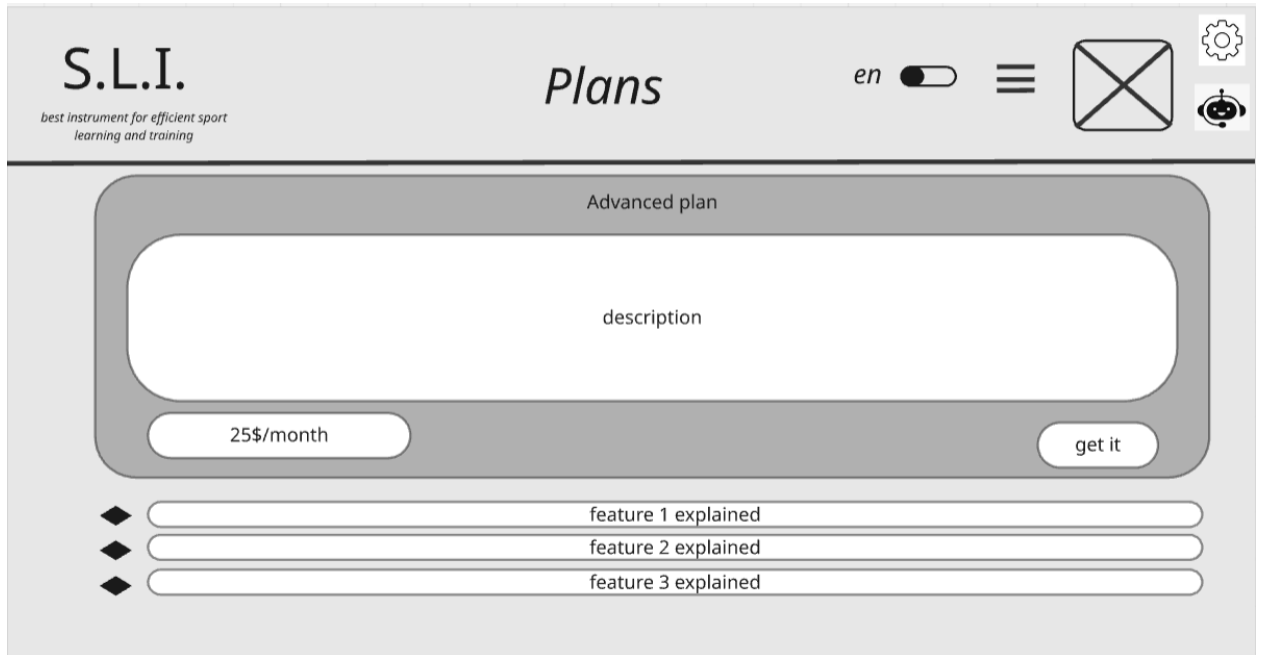 S.L.I.
best instrument for efficient sport
learning and training
Plans
en
Advanced plan
description
25$/month
get it
feature 1 explained
feature 2 explained
feature 3 explained